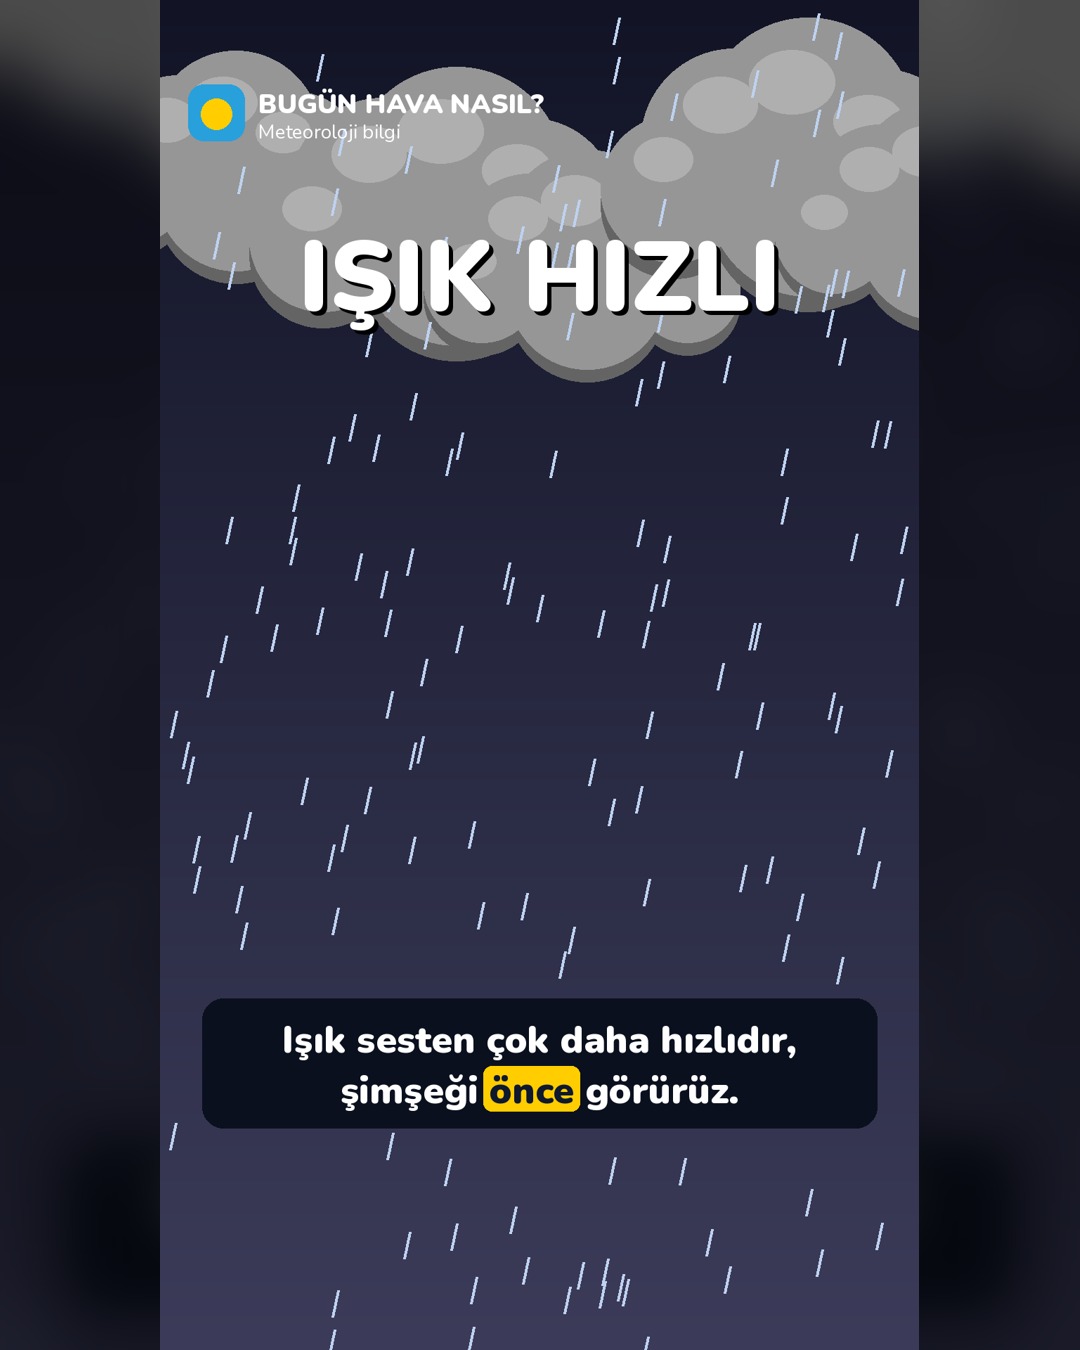 BUGÜN HAVA NASIL?
Meteoroloji bilgi
IŞIK HIZLI
Işık sesten çok daha hızlıdır,
şimşeği önce görürüz.